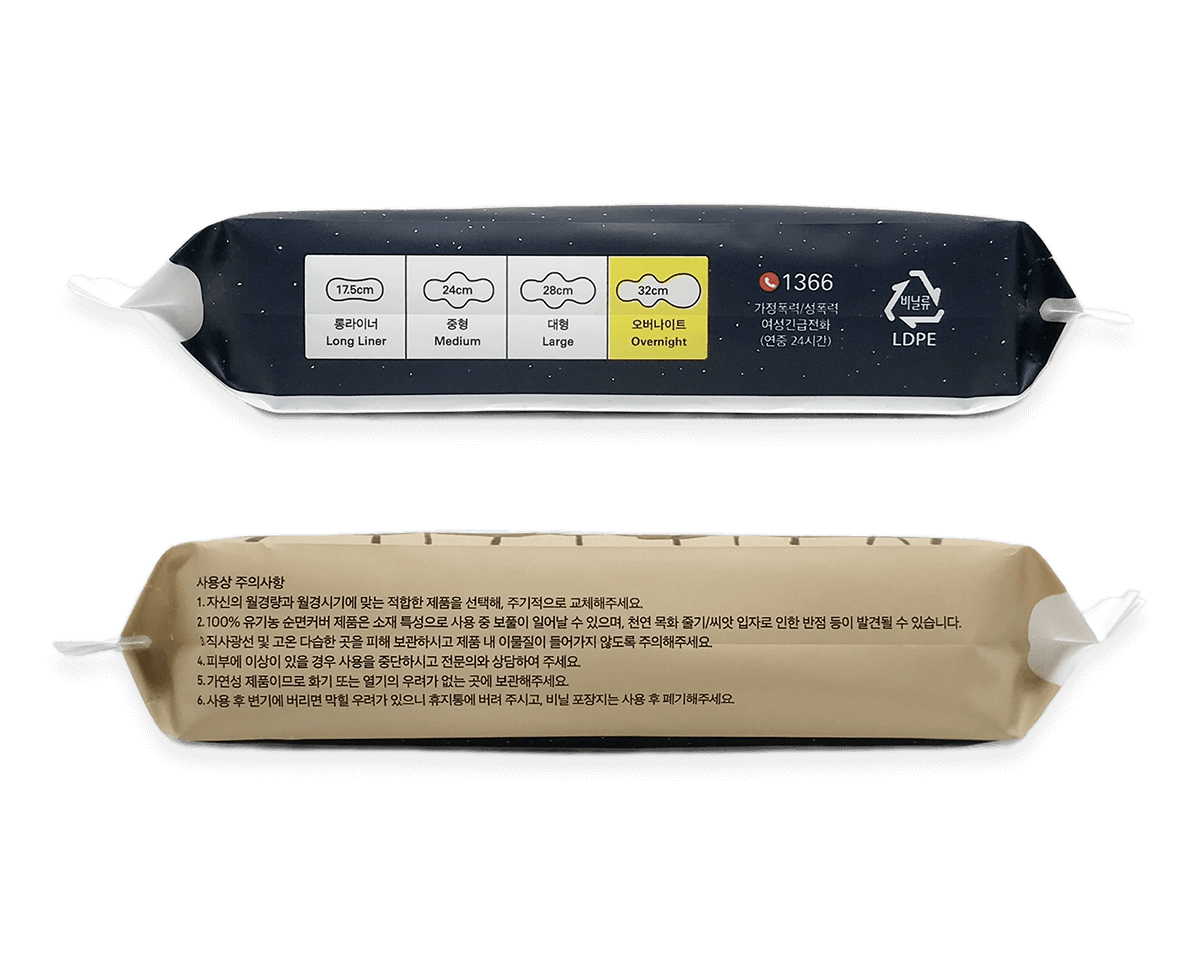 17.5cm
롱라이너
Long Liner
24cm
중형
Medium
28cm
대형
Large
32cm
오버나이트
Overnight
1366
가정폭력/성폭력
여성긴급전화
(연중 24시간)
비닐류
LDPE
사용상 주의사항
1. 자신의 월경량과 월경시기에 맞는 적합한 제품을 선택해, 주기적으로 교체해주세요.
2. 100% 유기농 순면커버 제품은 소재 특성으로 사용 중 보풀이 일어날 수 있으며, 천연 목화 줄기/씨앗 입자로 인한 반점 등이 발견될 수 있습니다.
3. 직사광선 및 고온 다습한 곳을 피해 보관하시고 제품 내 이물질이 들어가지 않도록 주의해주세요.
4. 피부에 이상이 있을 경우 사용을 중단하시고 전문의와 상담하여 주세요.
5. 가연성 제품이므로 화기 또는 열기의 우려가 없는 곳에 보관해주세요.
6. 사용 후 변기에 버리면 막힐 우려가 있으니 휴지통에 버려 주시고, 비닐 포장지는 사용 후 폐기해주세요.